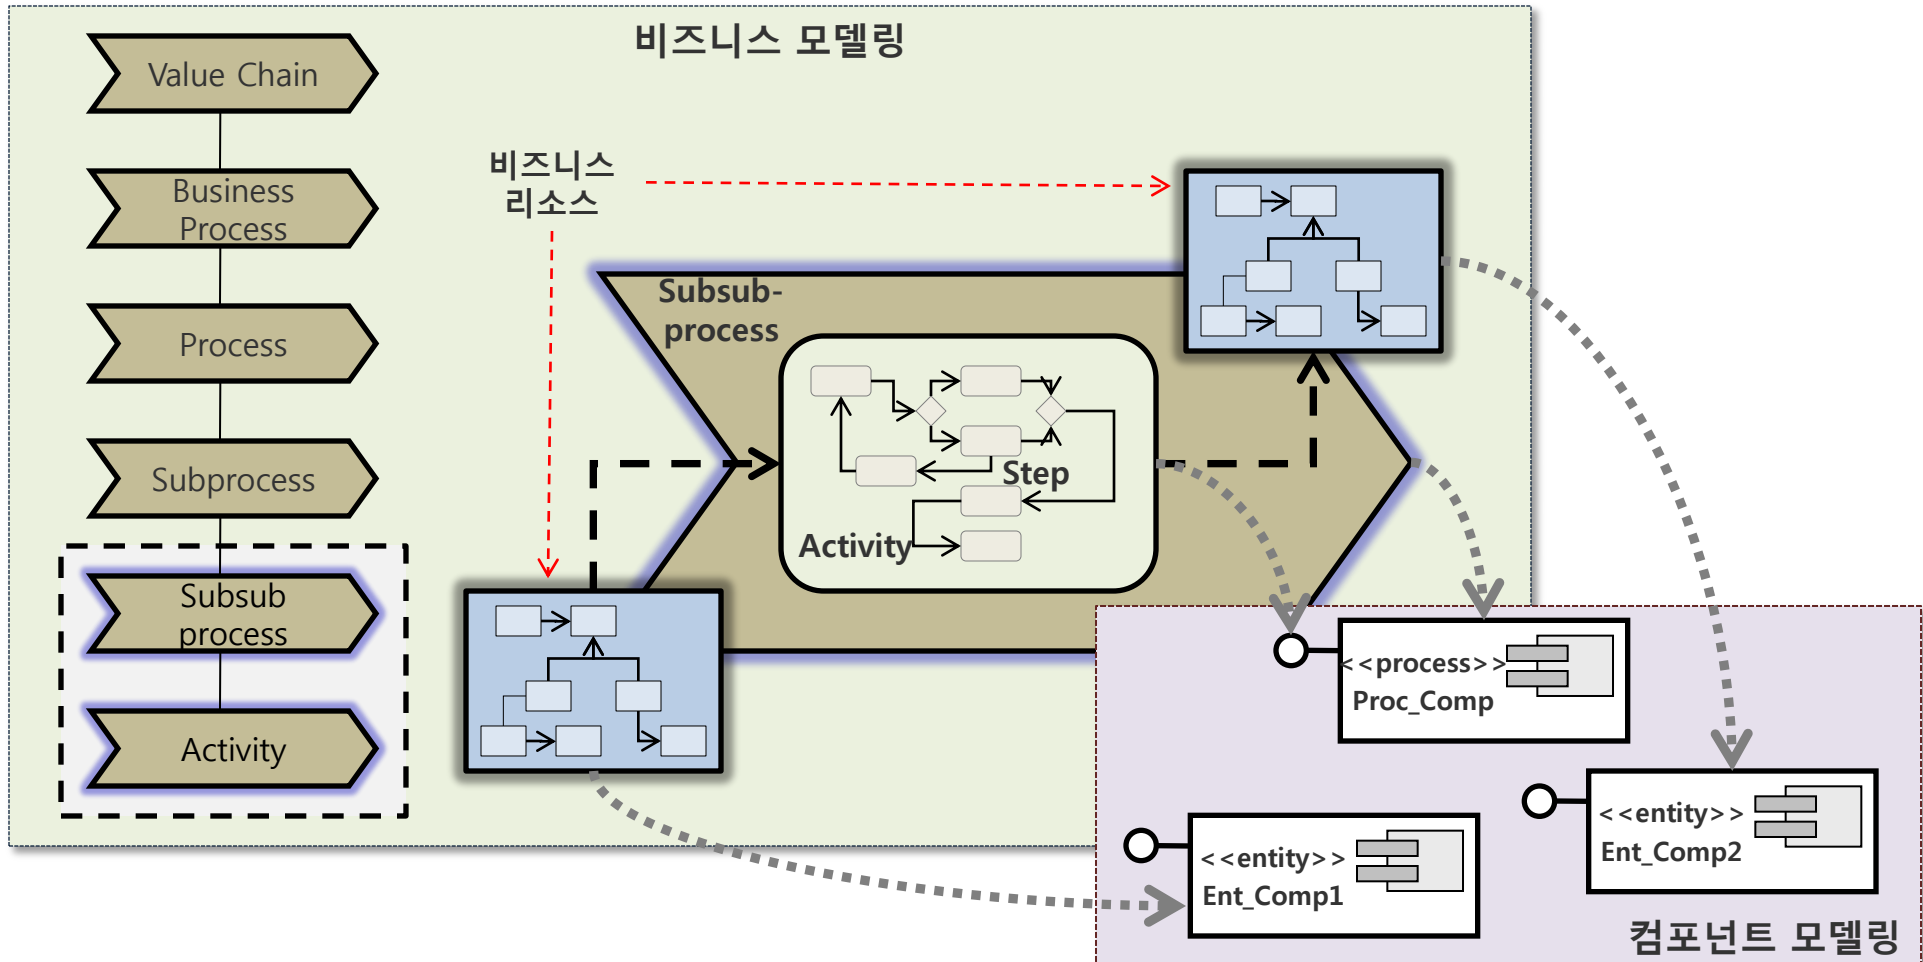 비즈니스 모델링
Value Chain
Business
Process
Process
Subprocess
Subsub
process
Activity
비즈니스
리소스
Subsub-
process
Step
Activity
<<process>>
Proc_Comp
<<entity>>
Ent_Comp2
<<entity>>
Ent_Comp1
컴포넌트 모델링